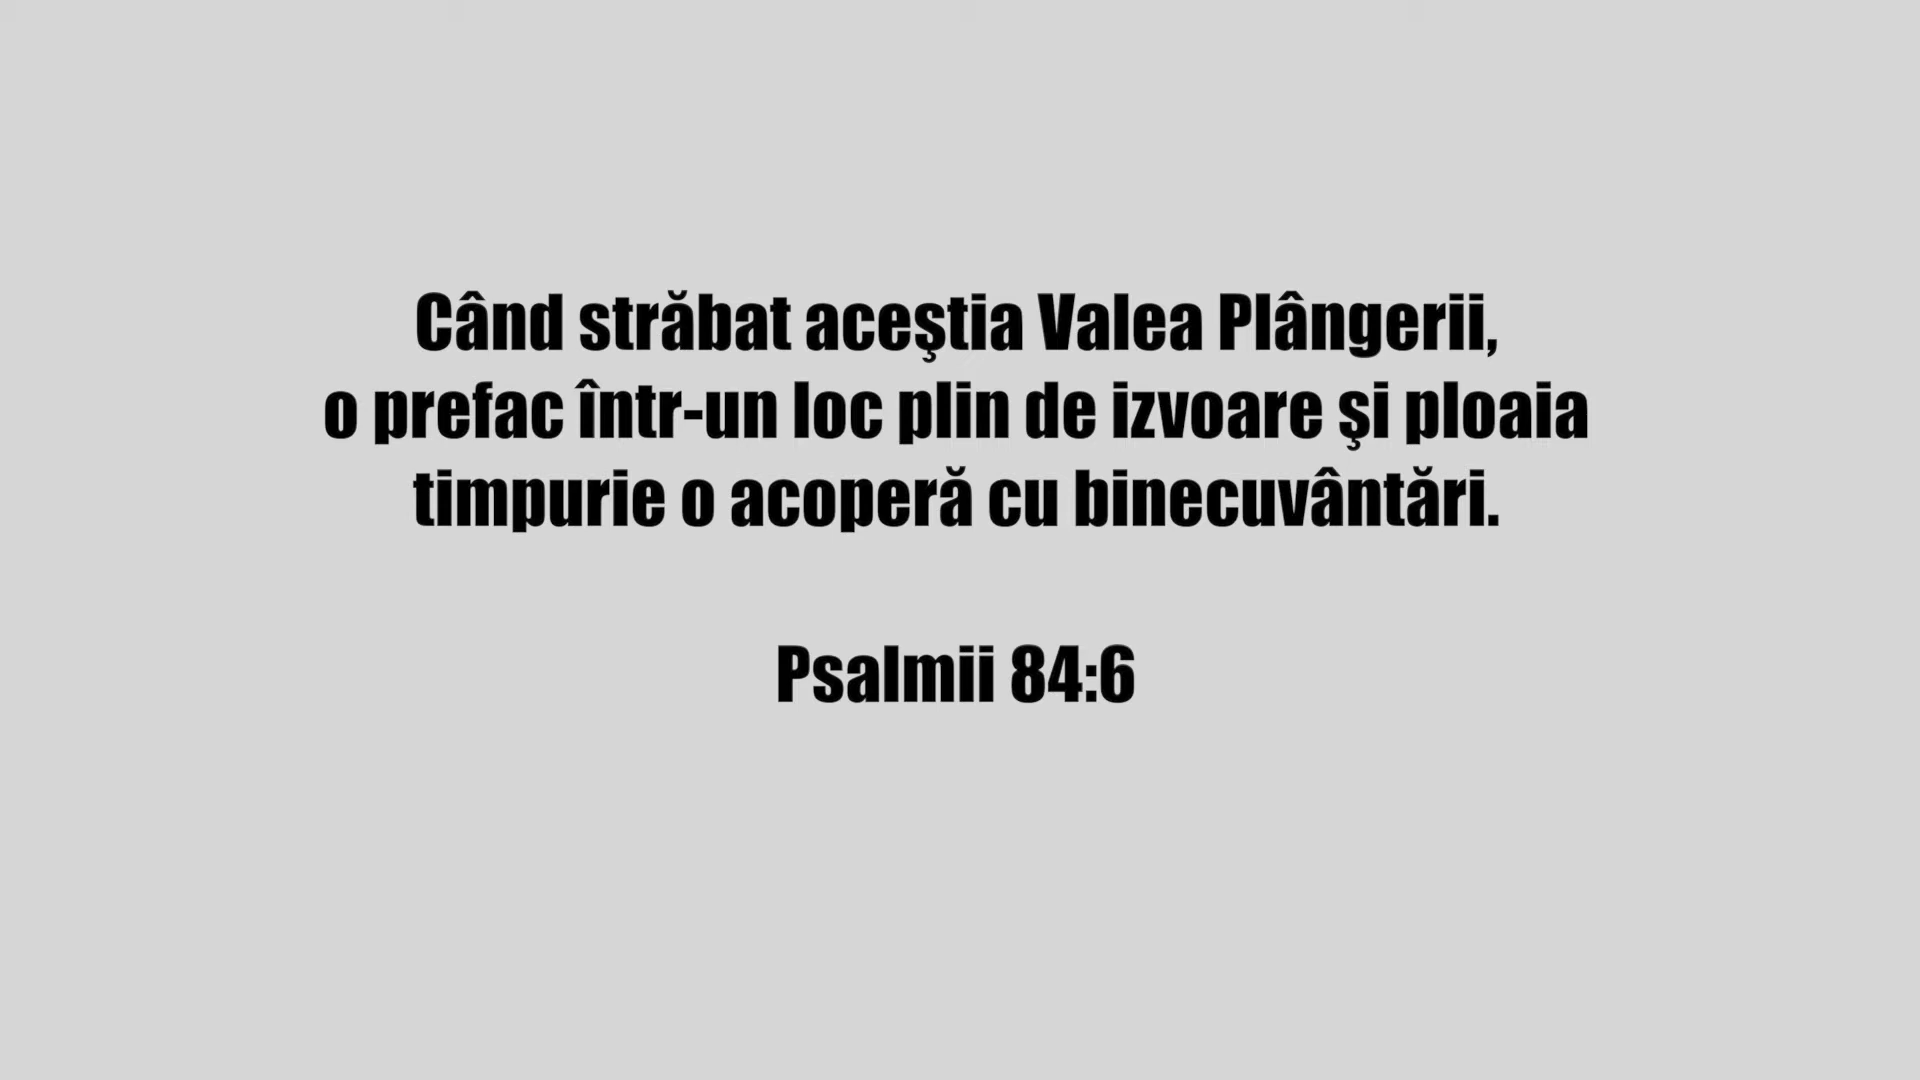 Când străbat aceştia Valea Plângerii,
o prefac într-un loc plin de izvoare şi ploaia
timpurie o acoperă cu binecuvântări.
Psalmii 84:6